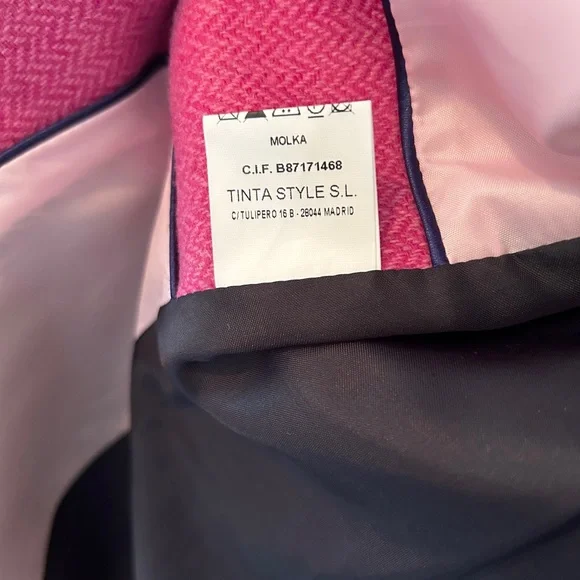 MOLKA
C.I.F. B87171468
TINTA STYLE S.L.
C/TULIPERO 16 B - 28044 MADRID